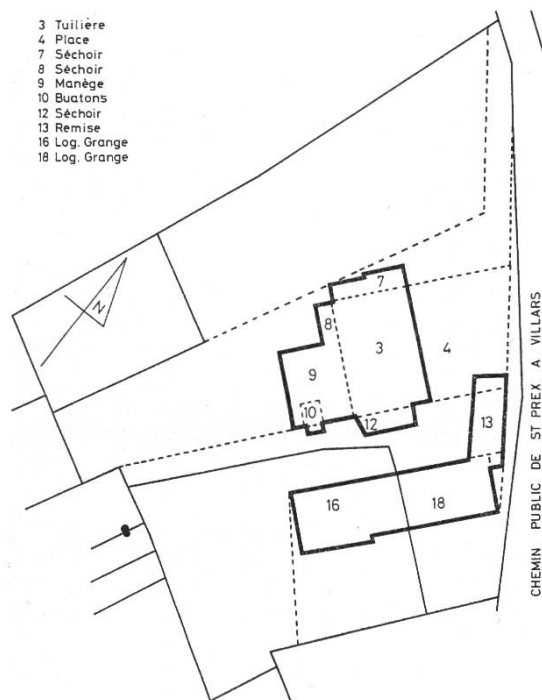 3 Tuilière
4 Place
7 Séchoir
8 Séchoir
9 Manège
10 Buatons
12 Séchoir
13 Remise
16 Log. Grange
18 Log. Grange
N
7
8
3
4
9
10
12
13
16
18
CHEMIN PUBLIC DE ST PREX A VILLARS